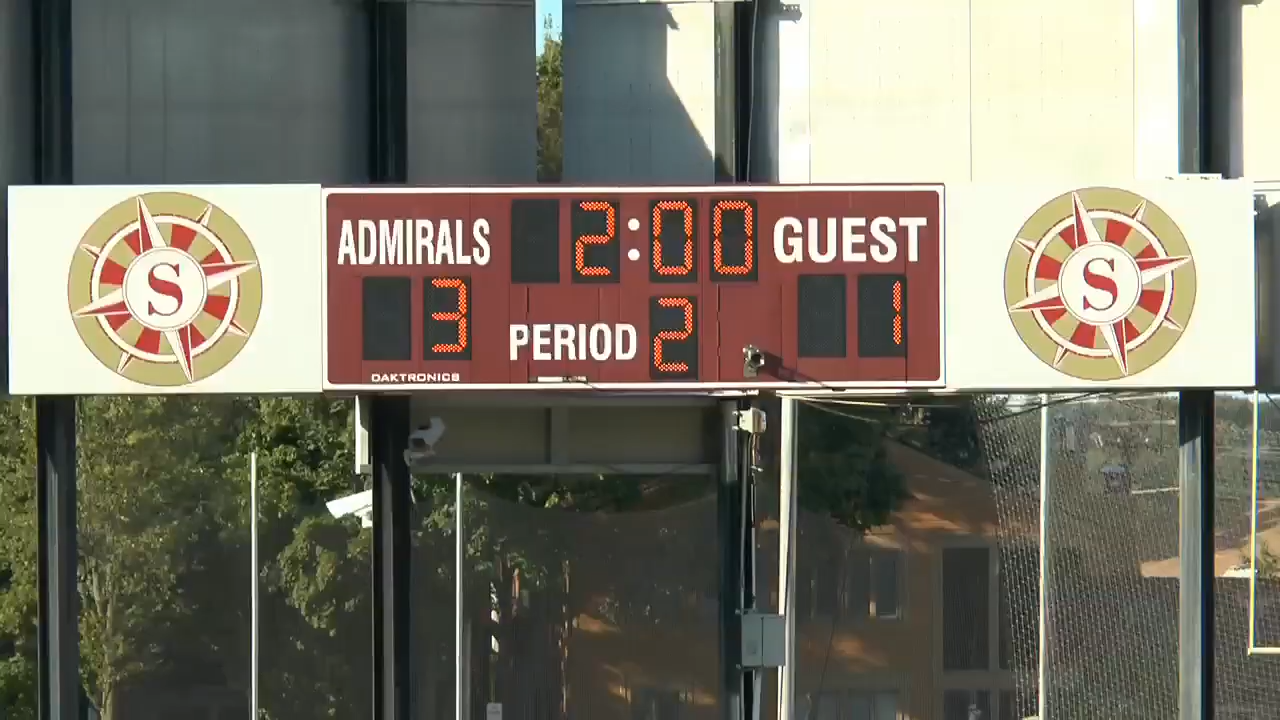 ADMIRALS 2:00 GUEST
3 PERIOD 2 1
DAKTRONICS
S
S